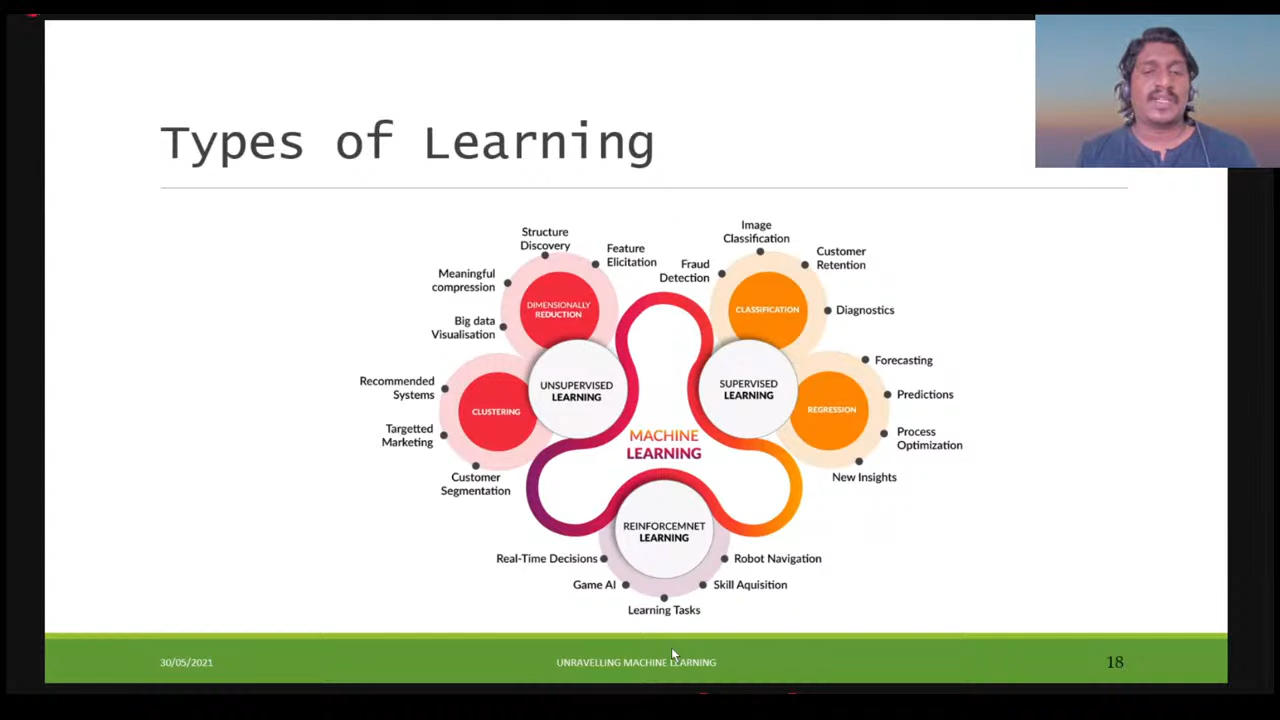 Types of Learning
Structure
Discovery
Feature
Elicitation
Meaningful
compression
Big data
Visualisation
DIMENSIONALLY
REDUCTION
Recommended
Systems
Targetted
Marketing
Customer
Segmentation
CLUSTERING
UNSUPERVISED
LEARNING
Image
Classification
Fraud
Detection
Customer
Retention
Diagnostics
CLASSIFICATION
SUPERVISED
LEARNING
REGRESSION
Forecasting
Predictions
Process
Optimization
New Insights
MACHINE
LEARNING
REINFORCEMNET
LEARNING
Real-Time Decisions
Game AI
Learning Tasks
Skill Aquisition
Robot Navigation
30/05/2021
UNRAVELLING MACHINE LEARNING
18